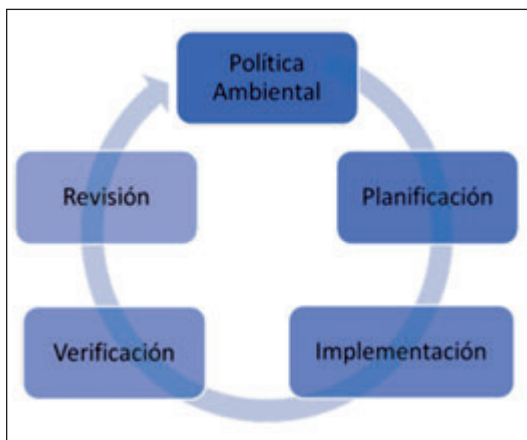 Política
Ambiental
Planificación
Implementación
Verificación
Revisión